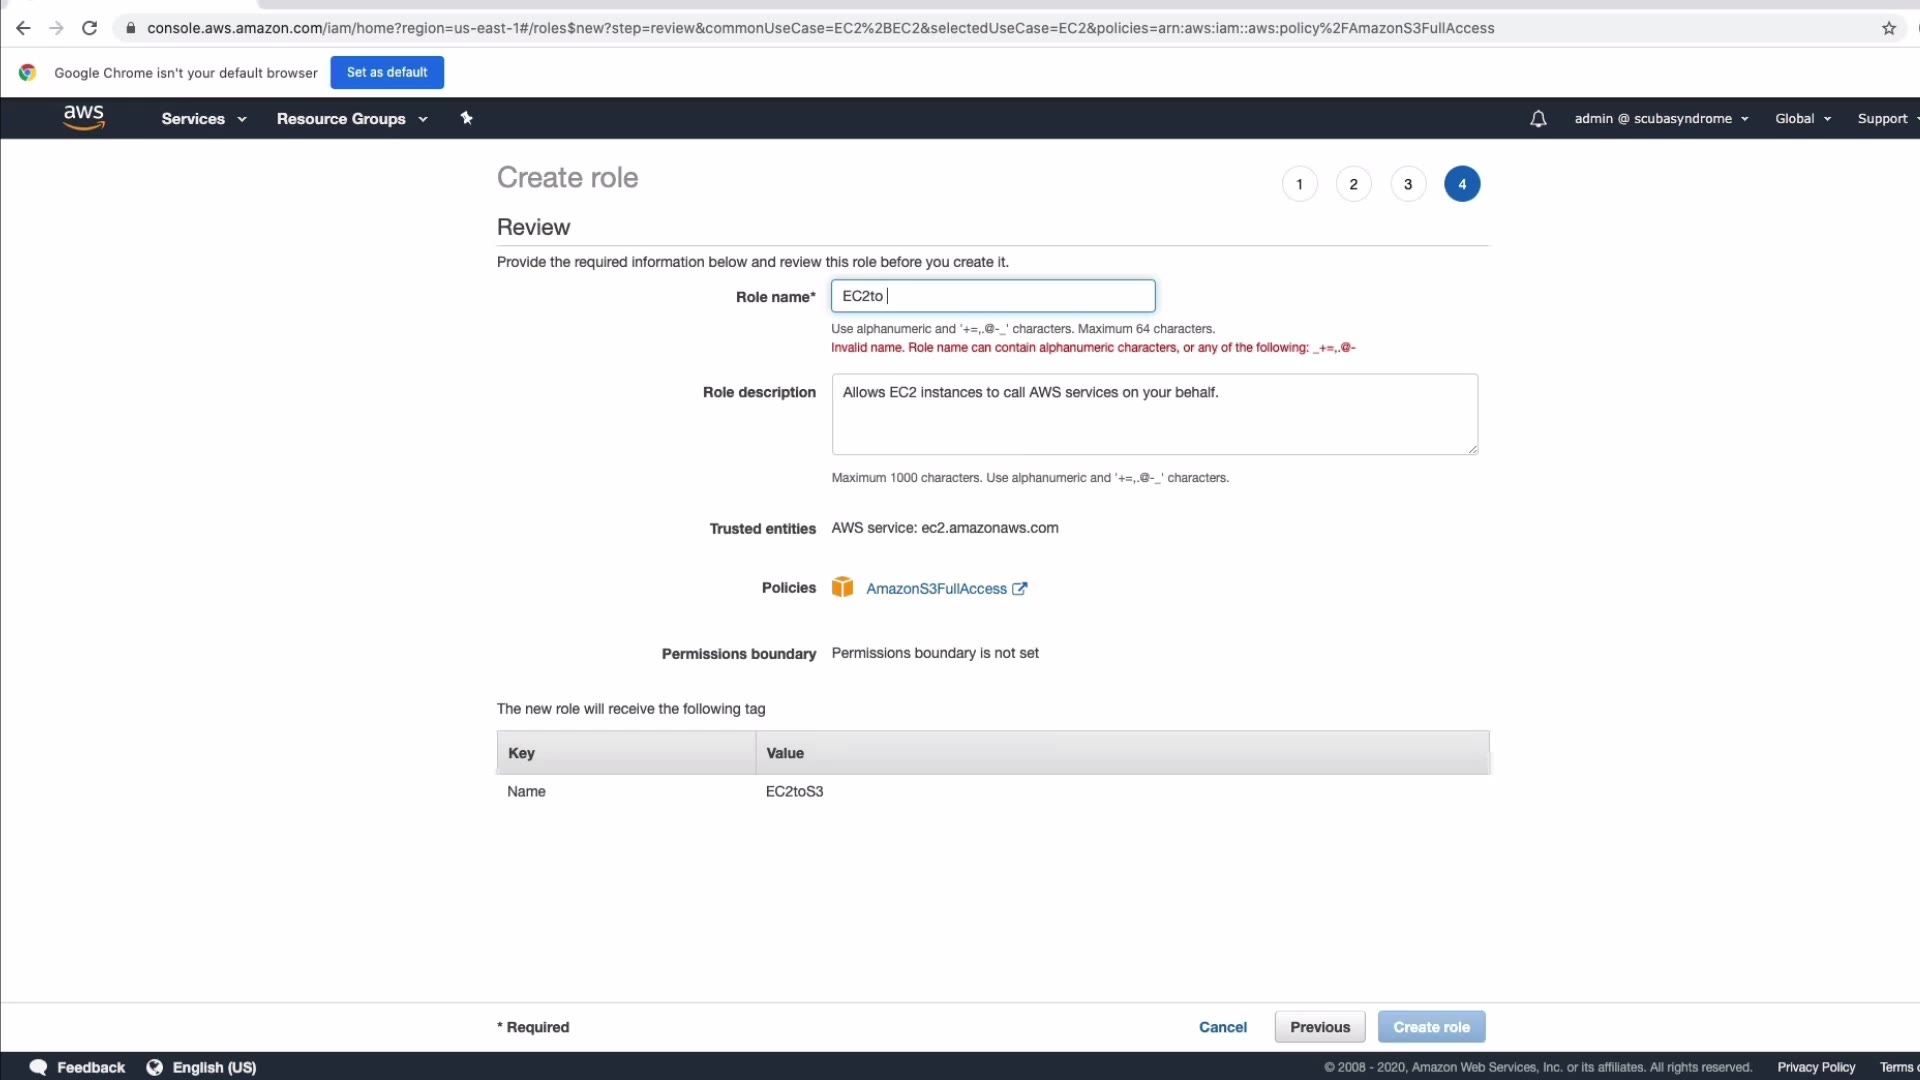 console.aws.amazon.com/iam/home?region=us-east-1#/roles$new?step=review&commonUseCase=EC2%2BEC2&selectedUseCase=EC2&policies=arn:aws:iam::aws:policy%2FAmazonS3FullAccess
Google Chrome isn't your default browser Set as default
aws Services Resource Groups admin @ scubasyndrome Global Support
Create role 1 2 3 4
Review
Provide the required information below and review this role before you create it.
Role name* EC2to
Use alphanumeric and '+=,.@-_' characters. Maximum 64 characters.
Invalid name. Role name can contain alphanumeric characters, or any of the following: _+=,.@-
Role description Allows EC2 instances to call AWS services on your behalf.
Maximum 1000 characters. Use alphanumeric and '+=,.@-_' characters.
Trusted entities AWS service: ec2.amazonaws.com
Policies AmazonS3FullAccess
Permissions boundary Permissions boundary is not set
The new role will receive the following tag
Key Value
Name EC2toS3
* Required Cancel Previous Create role
Feedback English (US) © 2008 - 2020, Amazon Web Services, Inc. or its affiliates. All rights reserved. Privacy Policy Terms